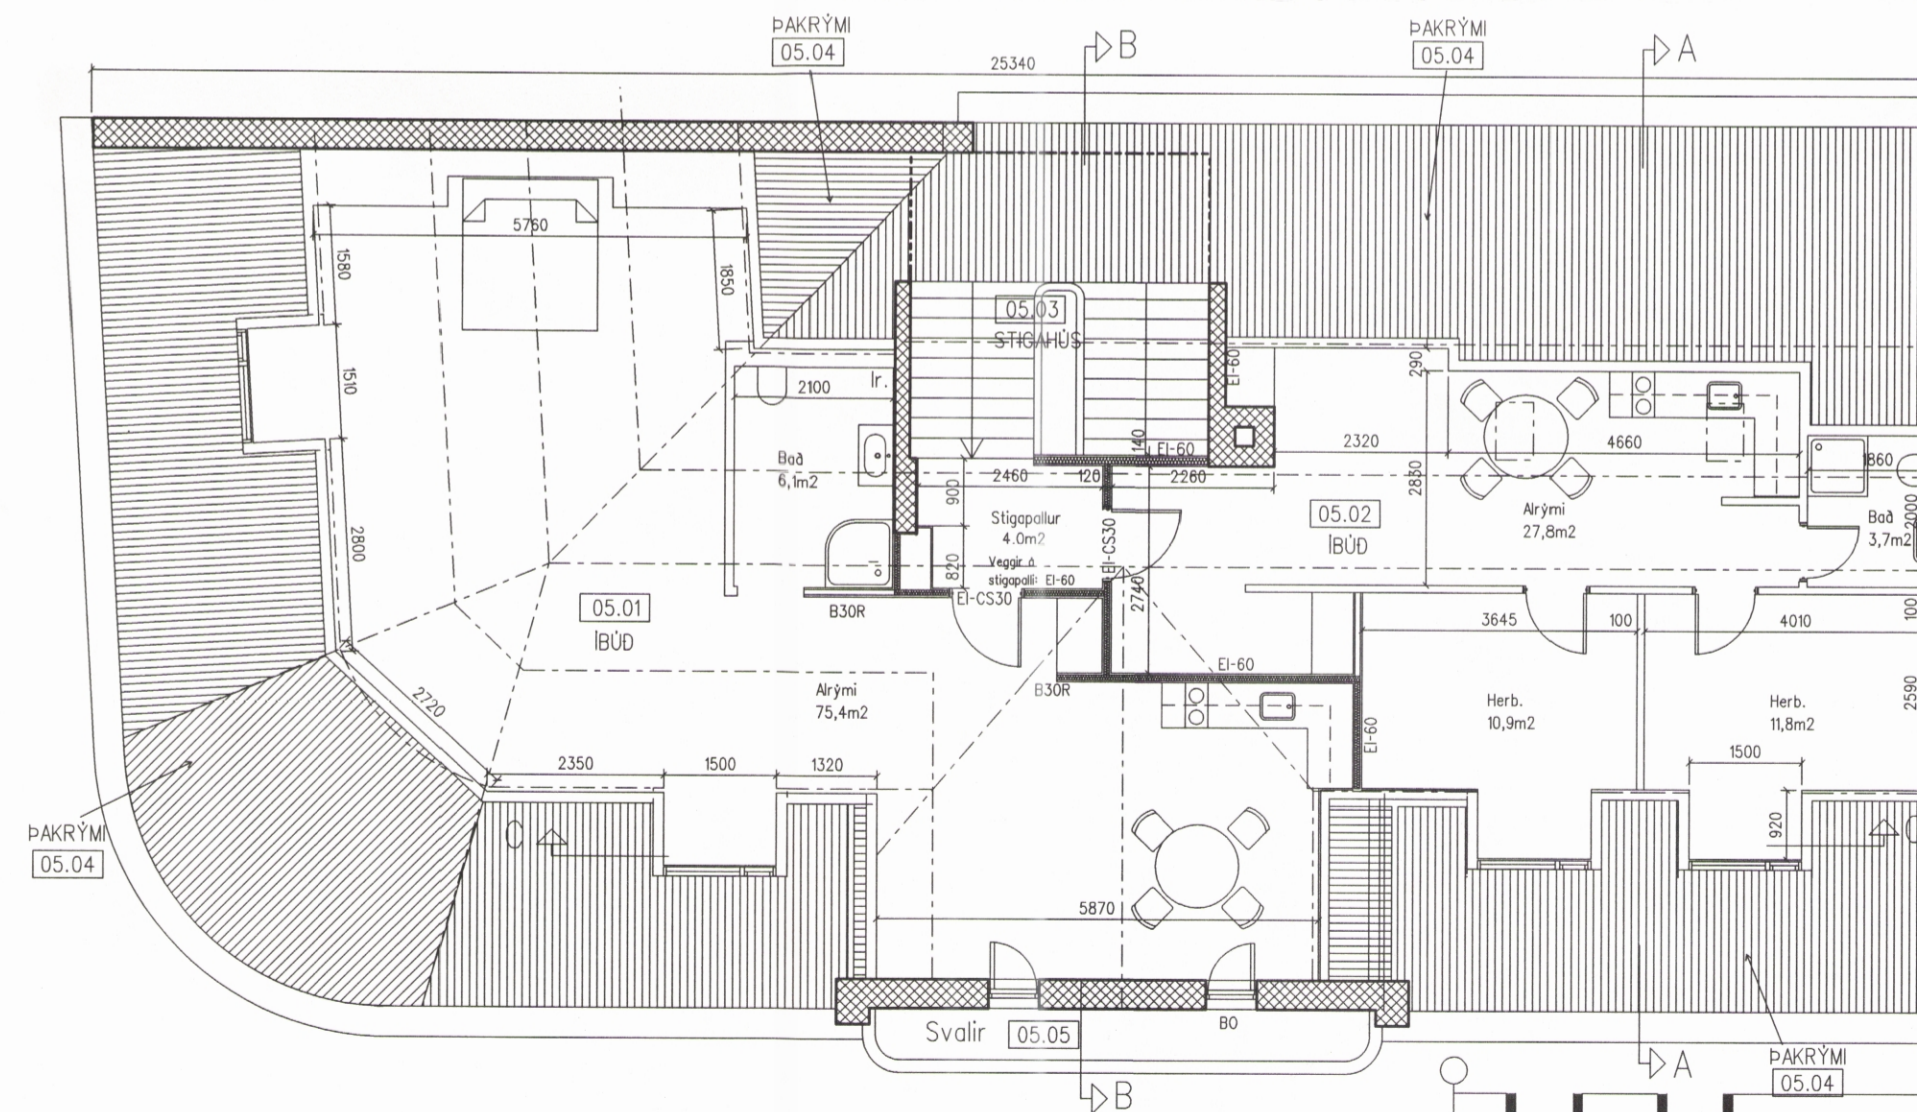 ÞAKRÝMI
05.04
B
ÞAKRÝMI
05.04
A
25340
5760
1580
1850
1510
2800
2720
05.03
STIGAHÚS
Ir.
2100
Bað
6,1m2
EI-60
290
2320
4660
2830
140
EI-60
2460
120
2260
900
820
Stigapallur
4.0m2
Veggir á
stigapalli: EI-60
EI-CS30
EI-CS30
2740
05.02
ÍBÚÐ
Alrými
27,8m2
1860
2000
Bað
3,7m2
05.01
ÍBÚÐ
B30R
3645
100
4010
100
EI-60
B30R
Alrými
75,4m2
EI-60
Herb.
10,9m2
Herb.
11,8m2
2590
2350
1500
1320
1500
920
ÞAKRÝMI
05.04
5870
Svalir
05.05
BO
B
A
ÞAKRÝMI
05.04